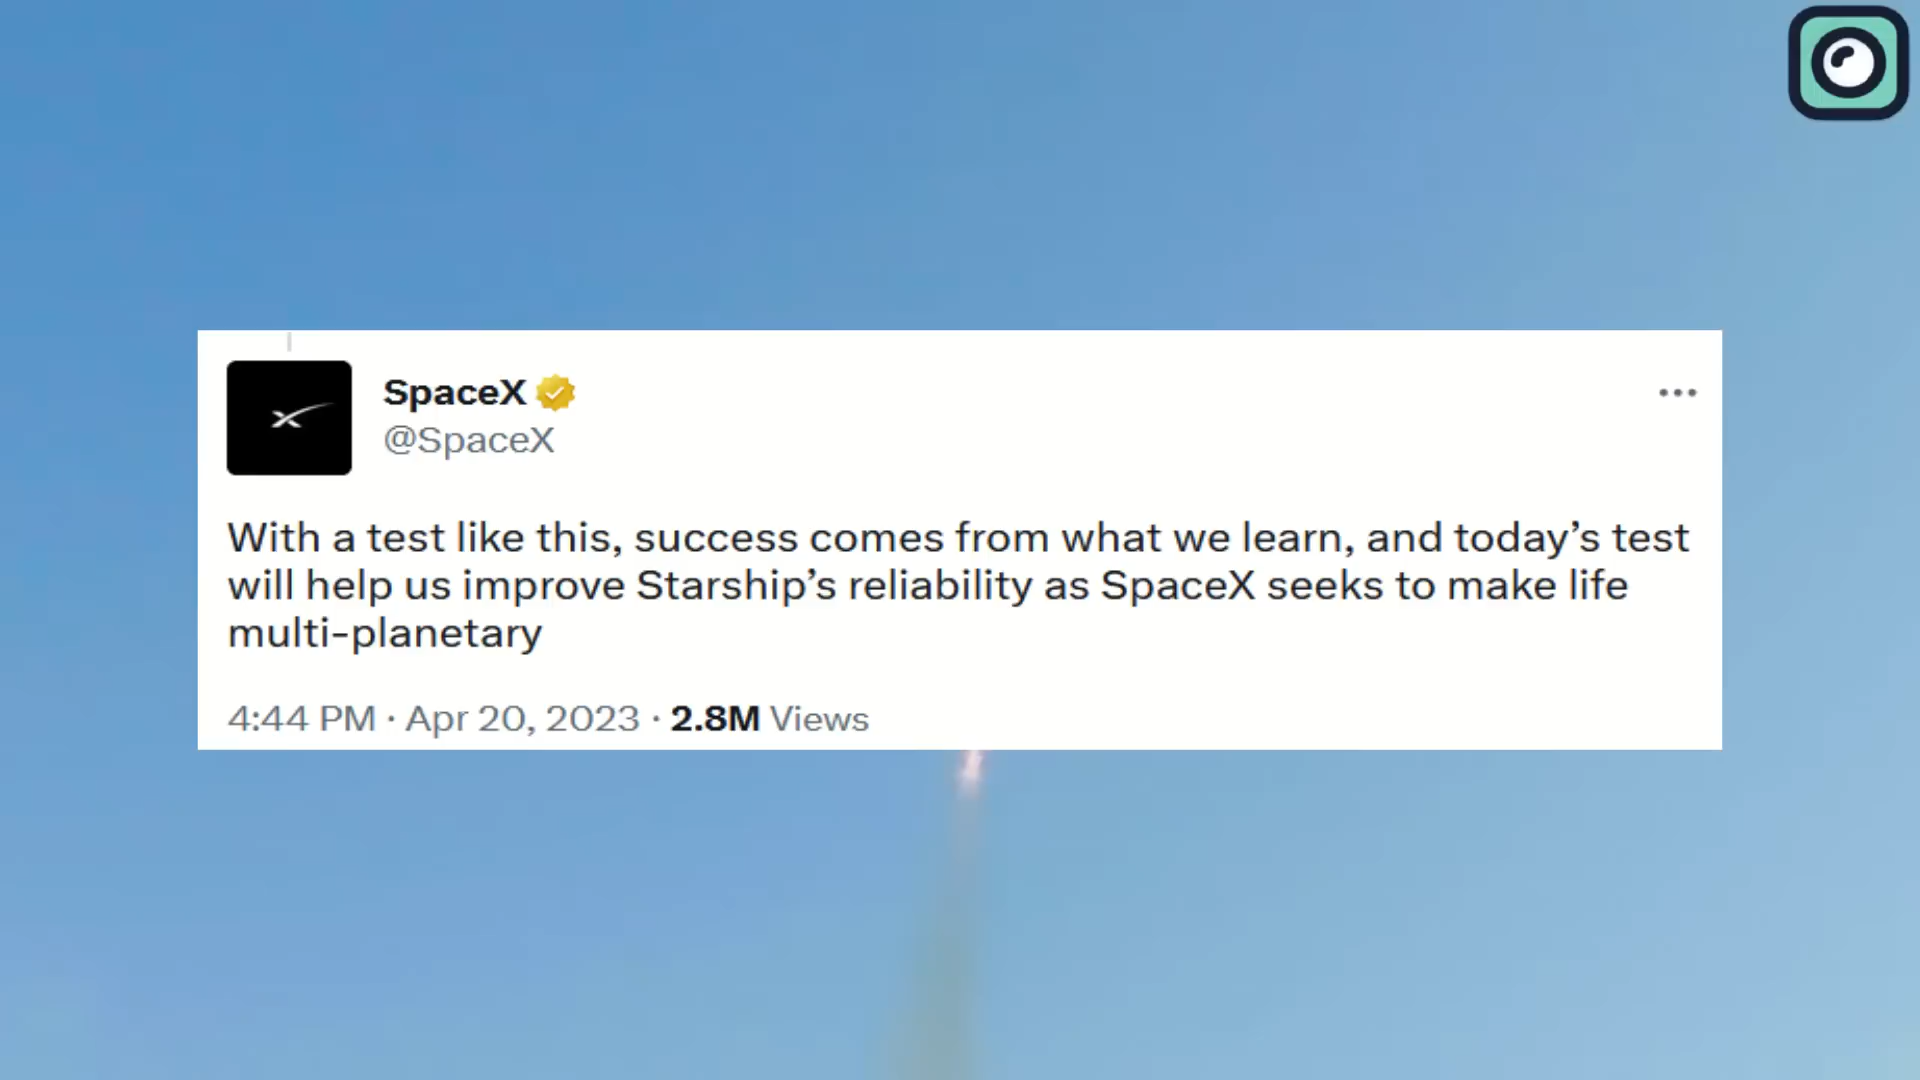 SpaceX
@SpaceX
With a test like this, success comes from what we learn, and today’s test
will help us improve Starship’s reliability as SpaceX seeks to make life
multi-planetary
4:44 PM · Apr 20, 2023 · 2.8M Views